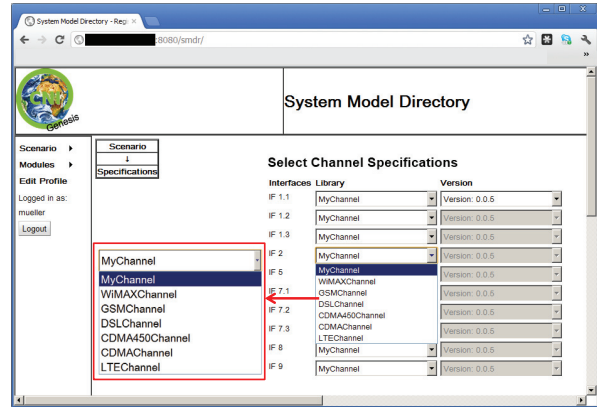 System Model Directory - Regi
:8080/smdr/
»
CNI
Genesis
System Model Directory
Scenario
Modules
Edit Profile
Logged in as:
mueller
Logout
Scenario
↓
Specifications
Select Channel Specifications
Interfaces Library Version
IF 1.1 MyChannel Version: 0.0.5
IF 1.2 MyChannel Version: 0.0.5
IF 1.3 MyChannel Version: 0.0.5
IF 2 MyChannel Version: 0.0.5
IF 5 MyChannel Version: 0.0.5
WiMAXChannel
IF 7.1 GSMChannel Version: 0.0.5
DSLChannel
IF 7.2 CDMA450Channel Version: 0.0.5
CDMAChannel
IF 7.3 LTEChannel Version: 0.0.5
IF 8 MyChannel Version: 0.0.5
IF 9 MyChannel Version: 0.0.5
MyChannel
MyChannel
WiMAXChannel
GSMChannel
DSLChannel
CDMA450Channel
CDMAChannel
LTEChannel